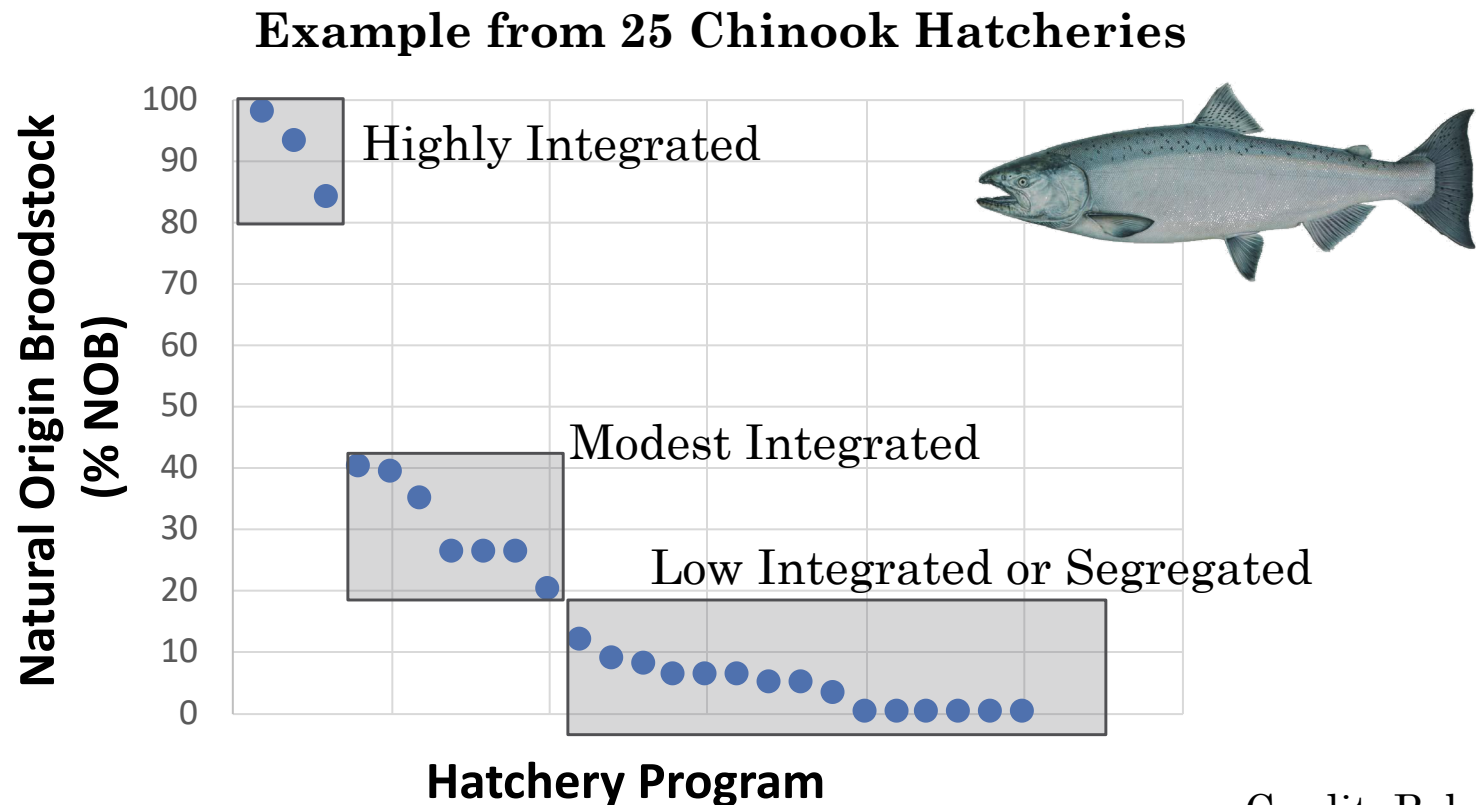 Example from 25 Chinook Hatcheries
Natural Origin Broodstock
(% NOB)
100
90
80
70
60
50
40
30
20
10
0
Highly Integrated
Modest Integrated
Low Integrated or Segregated
Hatchery Program